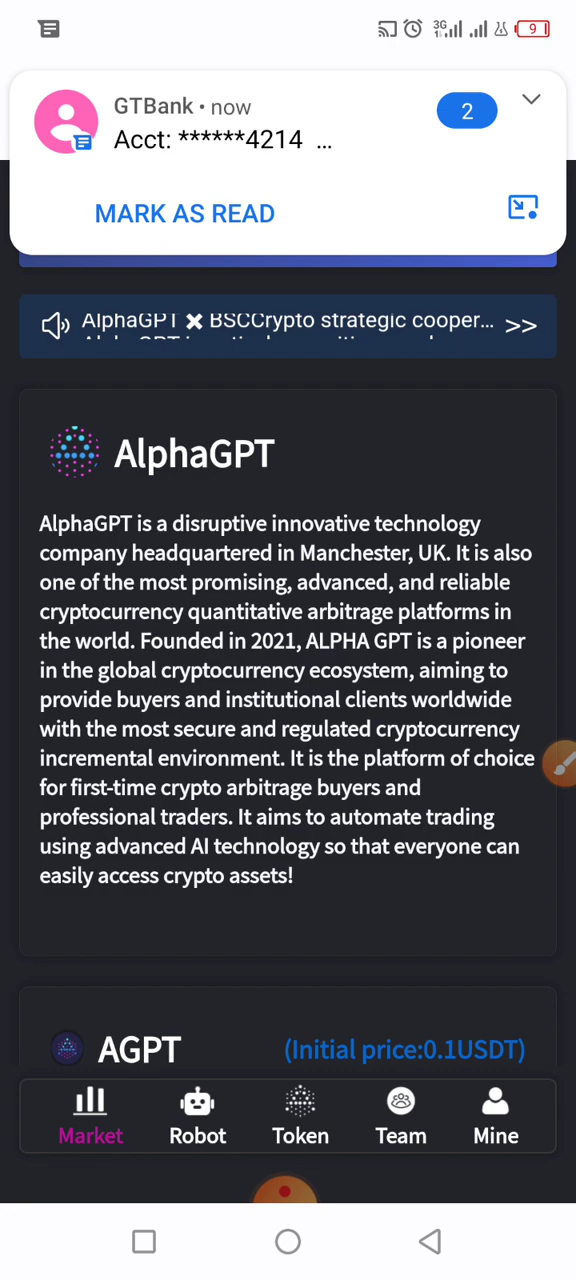 3G
9
GTBank • now
2
Acct: ******4214 ...
MARK AS READ
AlphaGPT ✖ BSCCrypto strategic cooper... >>
AlphaGPT
AlphaGPT is a disruptive innovative technology
company headquartered in Manchester, UK. It is also
one of the most promising, advanced, and reliable
cryptocurrency quantitative arbitrage platforms in
the world. Founded in 2021, ALPHA GPT is a pioneer
in the global cryptocurrency ecosystem, aiming to
provide buyers and institutional clients worldwide
with the most secure and regulated cryptocurrency
incremental environment. It is the platform of choice
for first-time crypto arbitrage buyers and
professional traders. It aims to automate trading
using advanced AI technology so that everyone can
easily access crypto assets!
AGPT (Initial price:0.1USDT)
Market Robot Token Team Mine